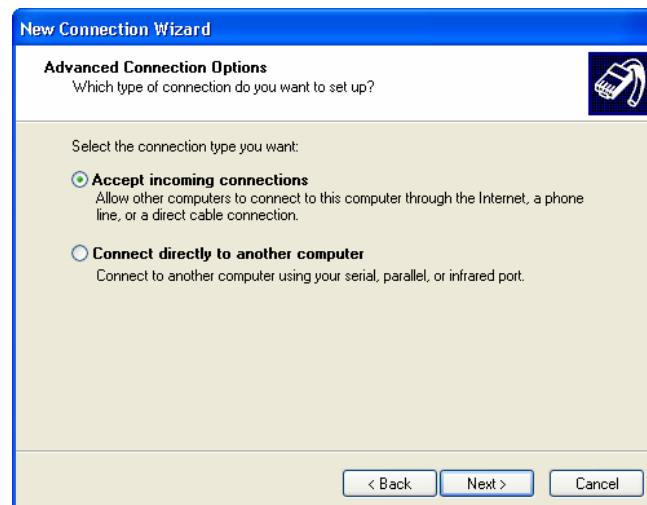 New Connection Wizard
Advanced Connection Options
Which type of connection do you want to set up?
Select the connection type you want:
Accept incoming connections
Allow other computers to connect to this computer through the Internet, a phone
line, or a direct cable connection.
Connect directly to another computer
Connect to another computer using your serial, parallel, or infrared port.
< Back Next > Cancel